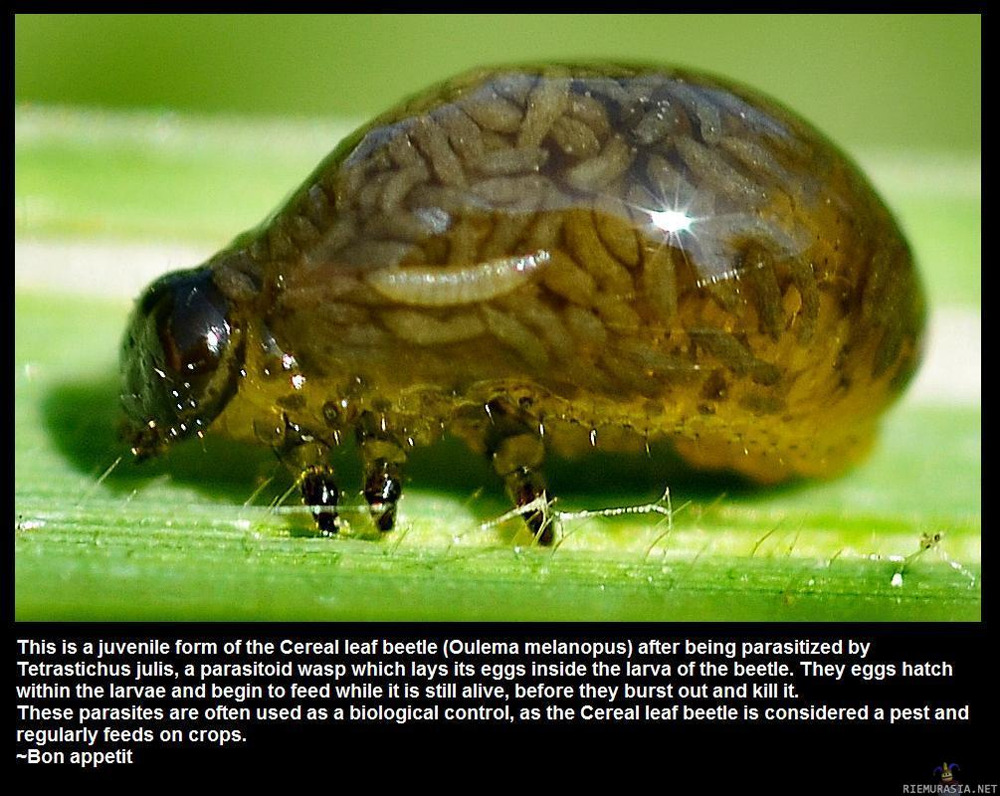 This is a juvenile form of the Cereal leaf beetle (Oulema melanopus) after being parasitized by
Tetrastichus julis, a parasitoid wasp which lays its eggs inside the larva of the beetle. They eggs hatch
within the larvae and begin to feed while it is still alive, before they burst out and kill it.
These parasites are often used as a biological control, as the Cereal leaf beetle is considered a pest and
regularly feeds on crops.
~Bon appetit
RIEMURASIA.NET